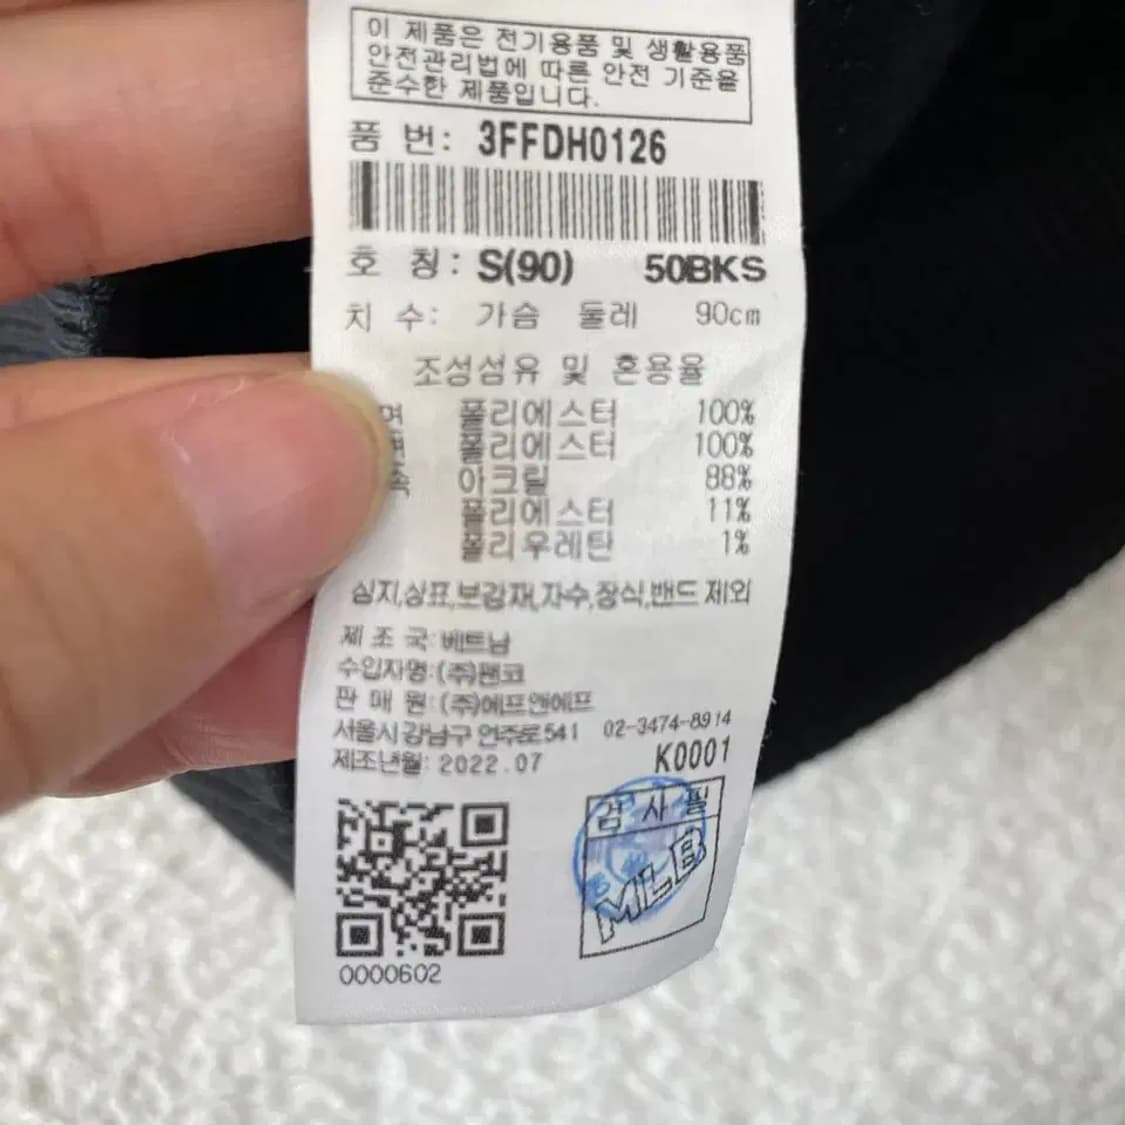 이 제품은 전기용품 및 생활용품
안전관리법에 따른 안전 기준을
준수한 제품입니다.
품 번: 3FFDH0126
호 칭: S(90) 50BKS
치 수: 가슴 둘레 90cm
조성섬유 및 혼용율
폴리에스터 100%
폴리에스터 100%
아크릴 88%
폴리에스터 11%
폴리우레탄 1%
심지,상표,보강재,자수,장식,밴드 제외
제 조 국: 베트남
수입자명: (주)팬코
판 매 원: (주)에프앤에프
서울시 강남구 언주로 541 02-3474-8914
제조년월: 2022.07 K0001
검 사 필
MLB
0000602